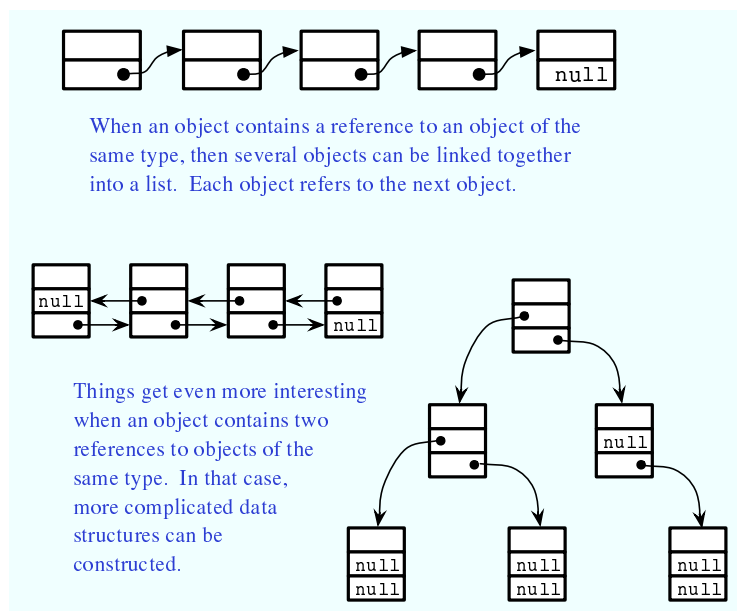 null
When an object contains a reference to an object of the
same type, then several objects can be linked together
into a list.  Each object refers to the next object.
null
null
Things get even more interesting
when an object contains two
references to objects of the
same type.  In that case,
more complicated data
structures can be
constructed.
null
null
null
null
null
null
null
null